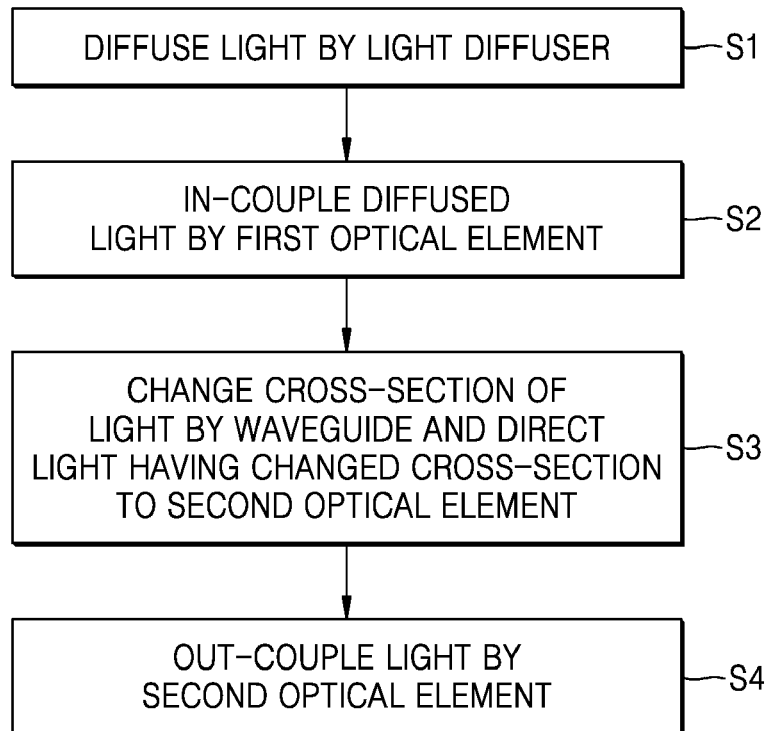 DIFFUSE LIGHT BY LIGHT DIFFUSER
S1
IN-COUPLE DIFFUSED
LIGHT BY FIRST OPTICAL ELEMENT
S2
CHANGE CROSS-SECTION OF
LIGHT BY WAVEGUIDE AND DIRECT
LIGHT HAVING CHANGED CROSS-SECTION
TO SECOND OPTICAL ELEMENT
S3
OUT-COUPLE LIGHT BY
SECOND OPTICAL ELEMENT
S4